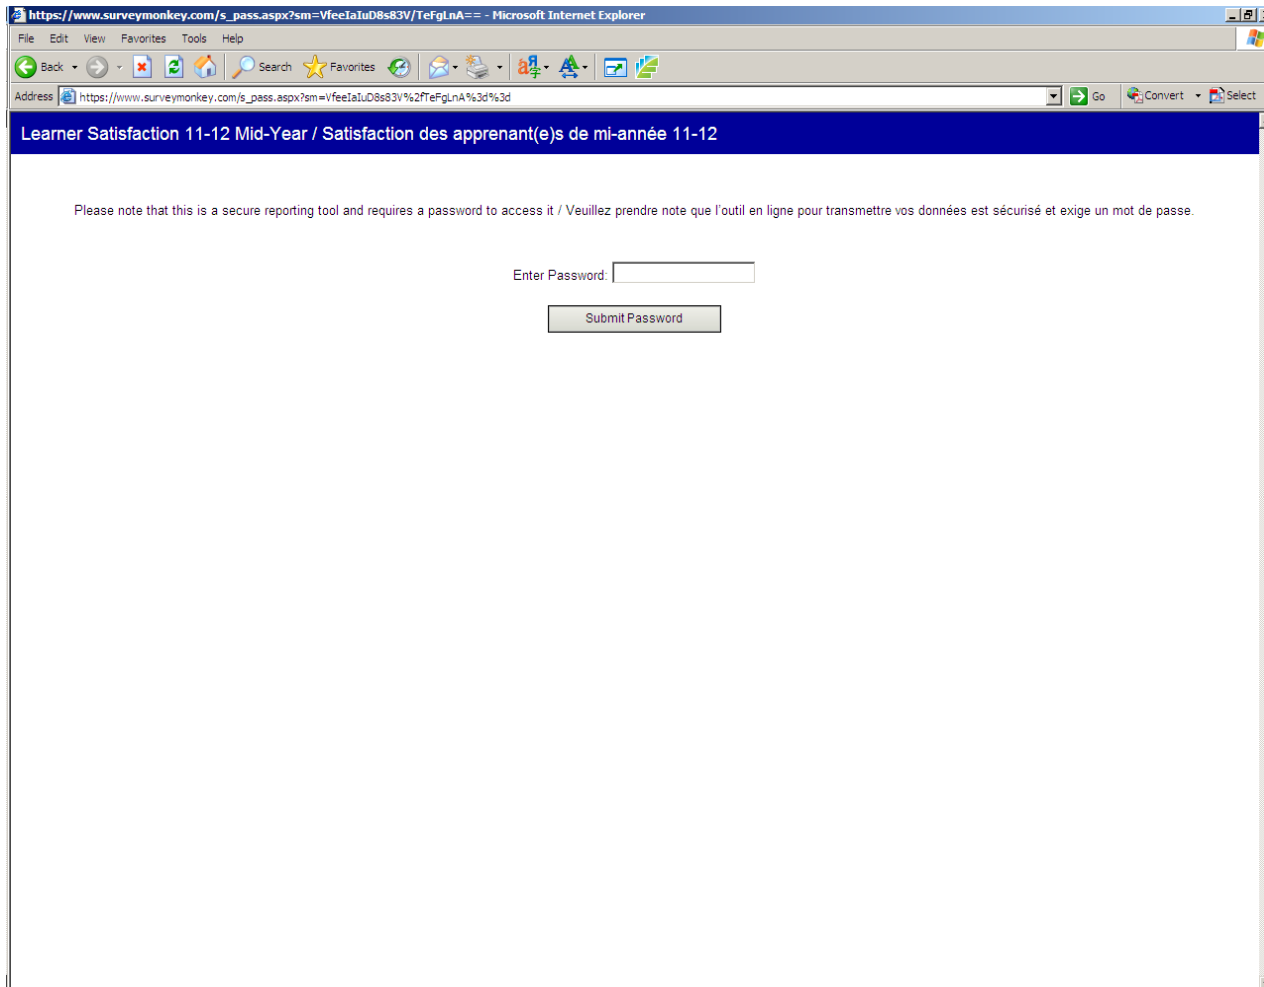 https://www.surveymonkey.com/s_pass.aspx?sm=VfeeIaIuD8s83V/TeFgLnA== - Microsoft Internet Explorer
File Edit View Favorites Tools Help
Back Search Favorites
Address https://www.surveymonkey.com/s_pass.aspx?sm=VfeeIaIuD8s83V%2fTeFgLnA%3d%3d Go Convert Select
Learner Satisfaction 11-12 Mid-Year / Satisfaction des apprenant(e)s de mi-année 11-12
Please note that this is a secure reporting tool and requires a password to access it / Veuillez prendre note que l'outil en ligne pour transmettre vos données est sécurisé et exige un mot de passe.
Enter Password:
Submit Password